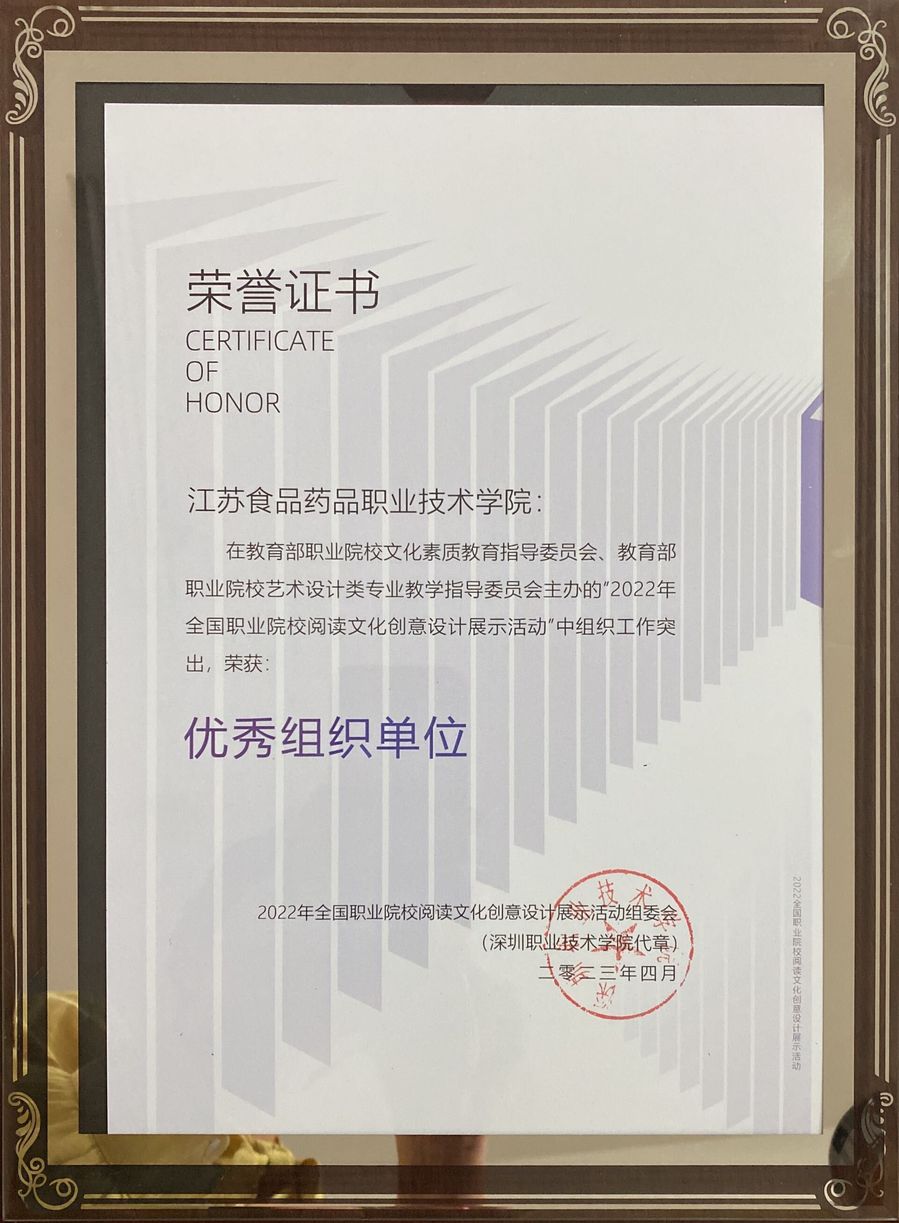 荣誉证书
CERTIFICATE
OF
HONOR
江苏食品药品职业技术学院：
在教育部职业院校文化素质教育指导委员会、教育部
职业院校艺术设计类专业教学指导委员会主办的"2022年
全国职业院校阅读文化创意设计展示活动"中组织工作突
出，荣获：
优秀组织单位
2022年全国职业院校阅读文化创意设计展示活动组委会
（深圳职业技术学院代章）
二零二三年四月
深圳职业技术学院
2022全国职业院校阅读文化创意设计展示活动